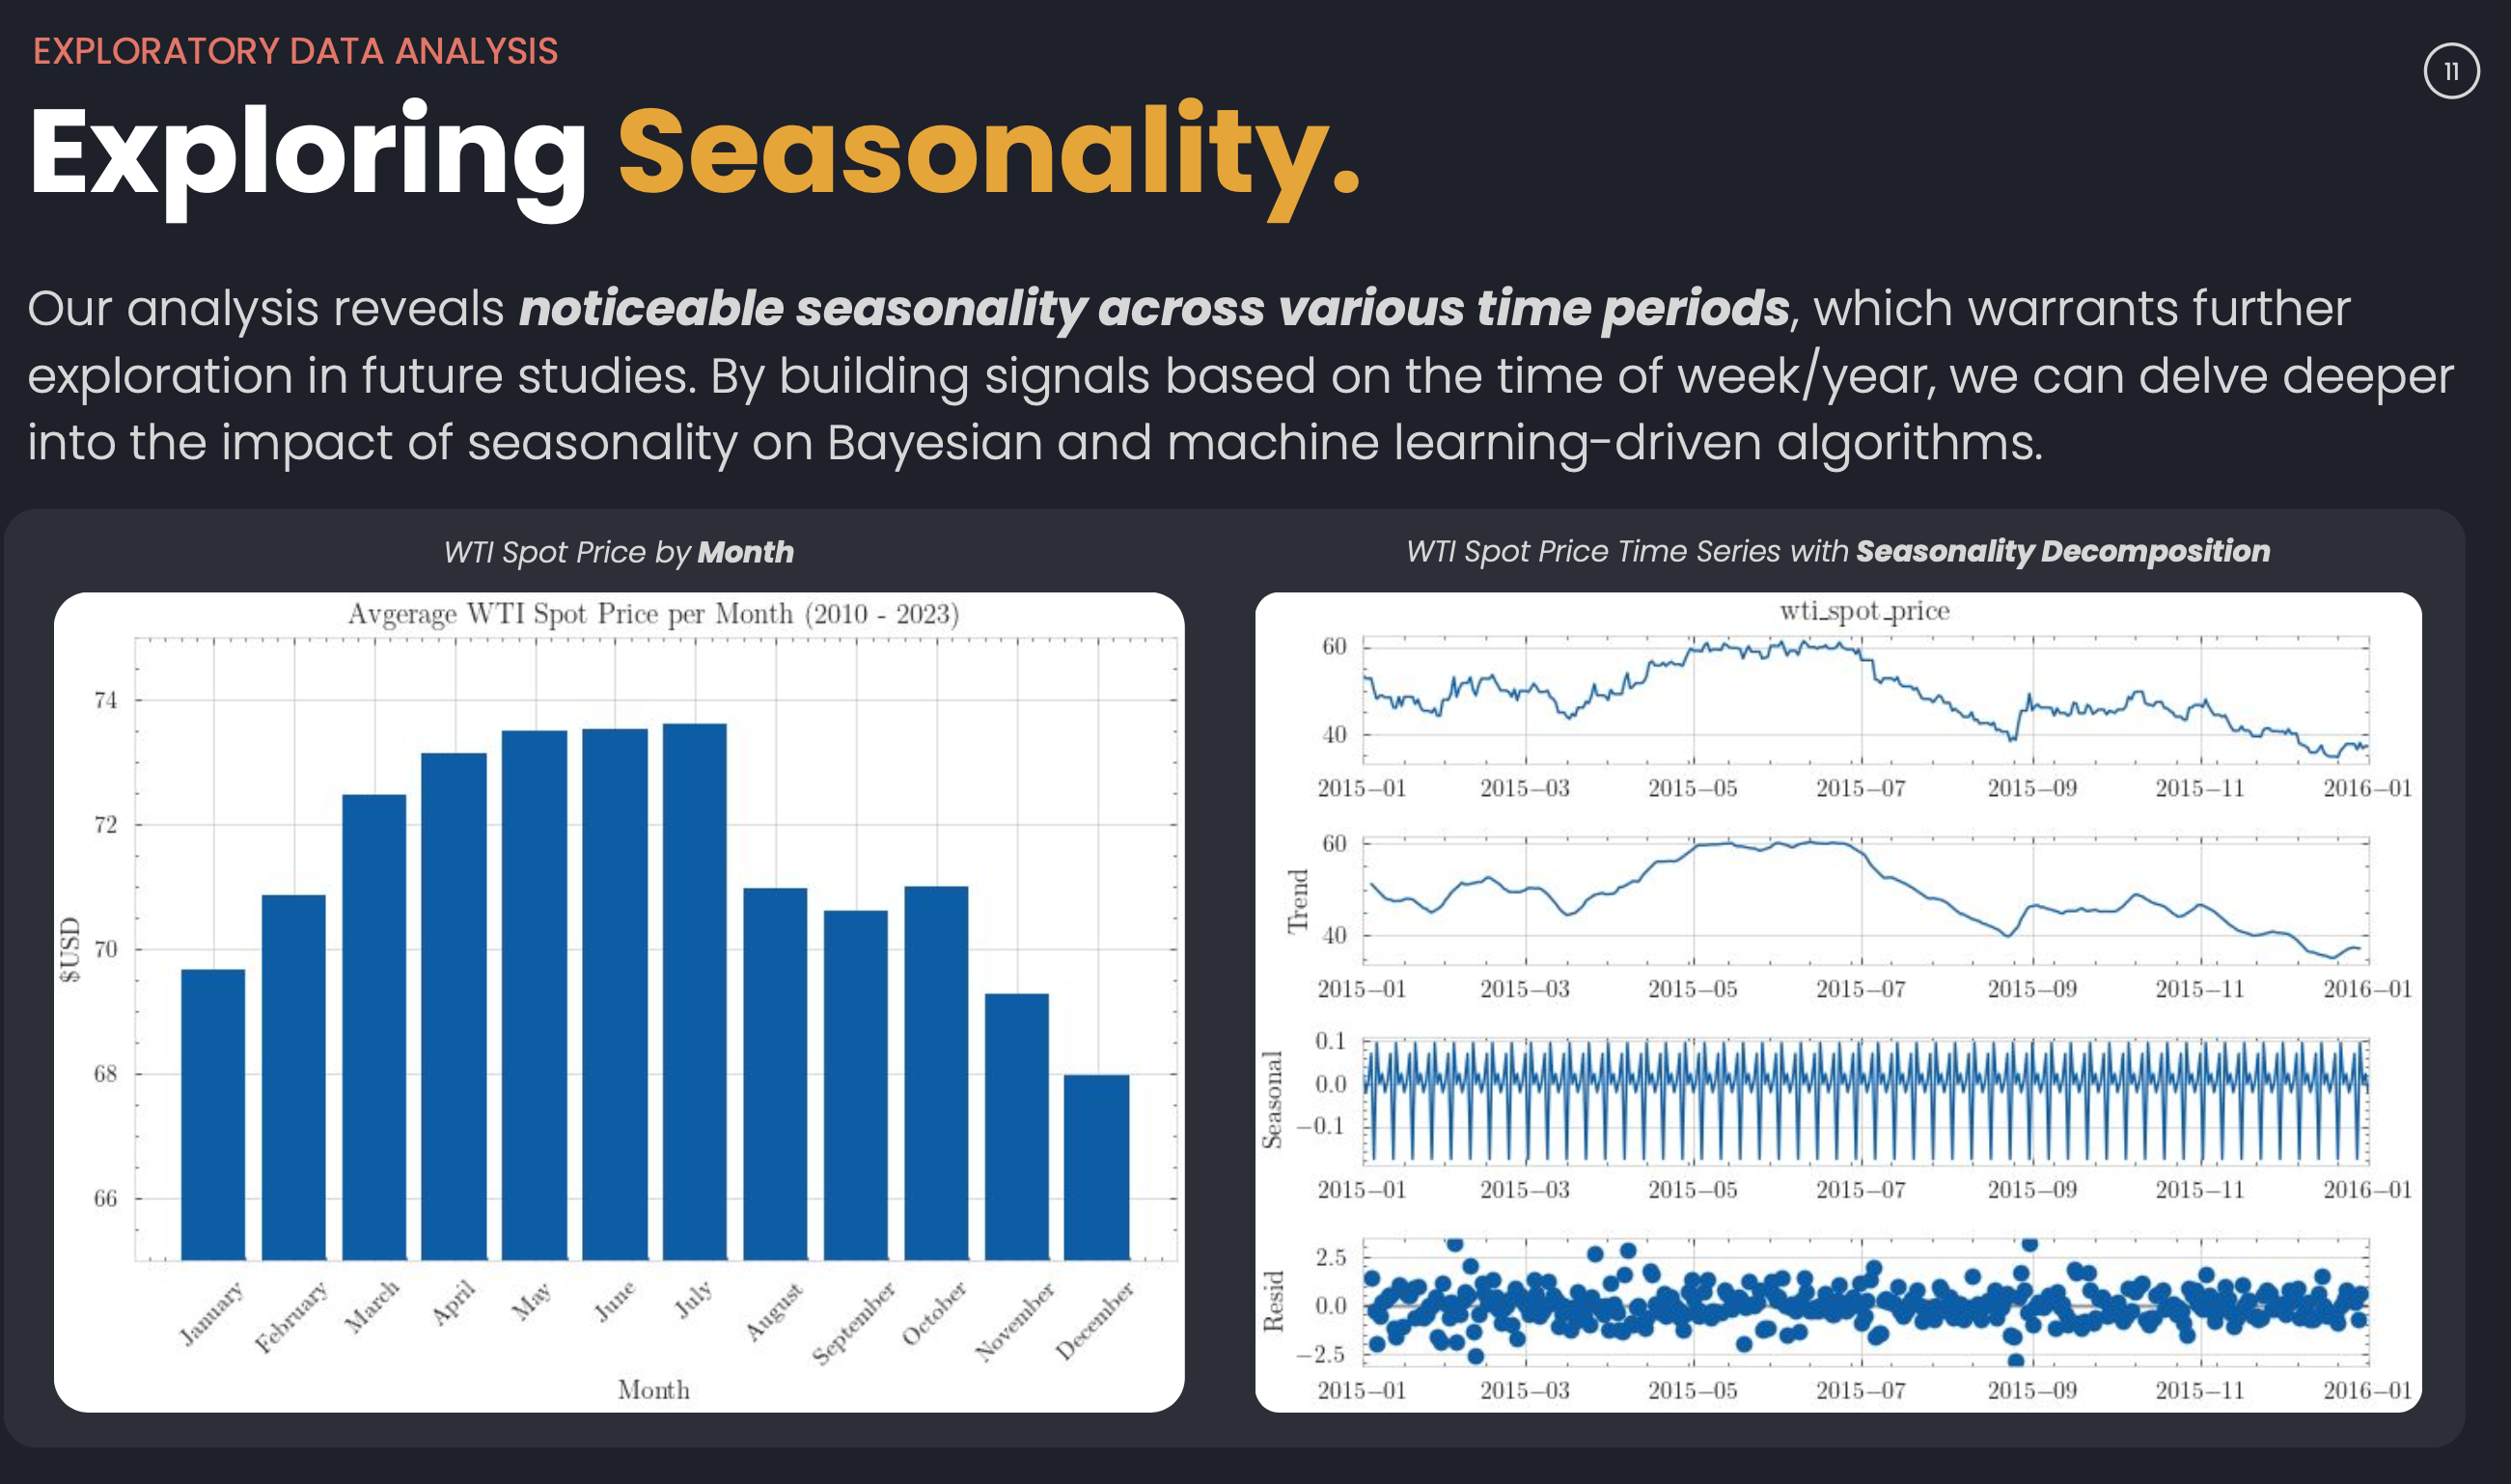 EXPLORATORY DATA ANALYSIS
11
Exploring Seasonality.
Our analysis reveals noticeable seasonality across various time periods, which warrants further
exploration in future studies. By building signals based on the time of week/year, we can delve deeper
into the impact of seasonality on Bayesian and machine learning-driven algorithms.
WTI Spot Price by Month
Avgerage WTI Spot Price per Month (2010 - 2023)
74
72
70
68
66
$USD
January
February
March
April
May
June
July
August
September
October
November
December
Month
WTI Spot Price Time Series with Seasonality Decomposition
wti_spot_price
60
40
2015–01 2015–03 2015–05 2015–07 2015–09 2015–11 2016–01
Trend
60
40
2015–01 2015–03 2015–05 2015–07 2015–09 2015–11 2016–01
Seasonal
0.1
0.0
−0.1
2015–01 2015–03 2015–05 2015–07 2015–09 2015–11 2016–01
Resid
2.5
0.0
−2.5
2015–01 2015–03 2015–05 2015–07 2015–09 2015–11 2016–01